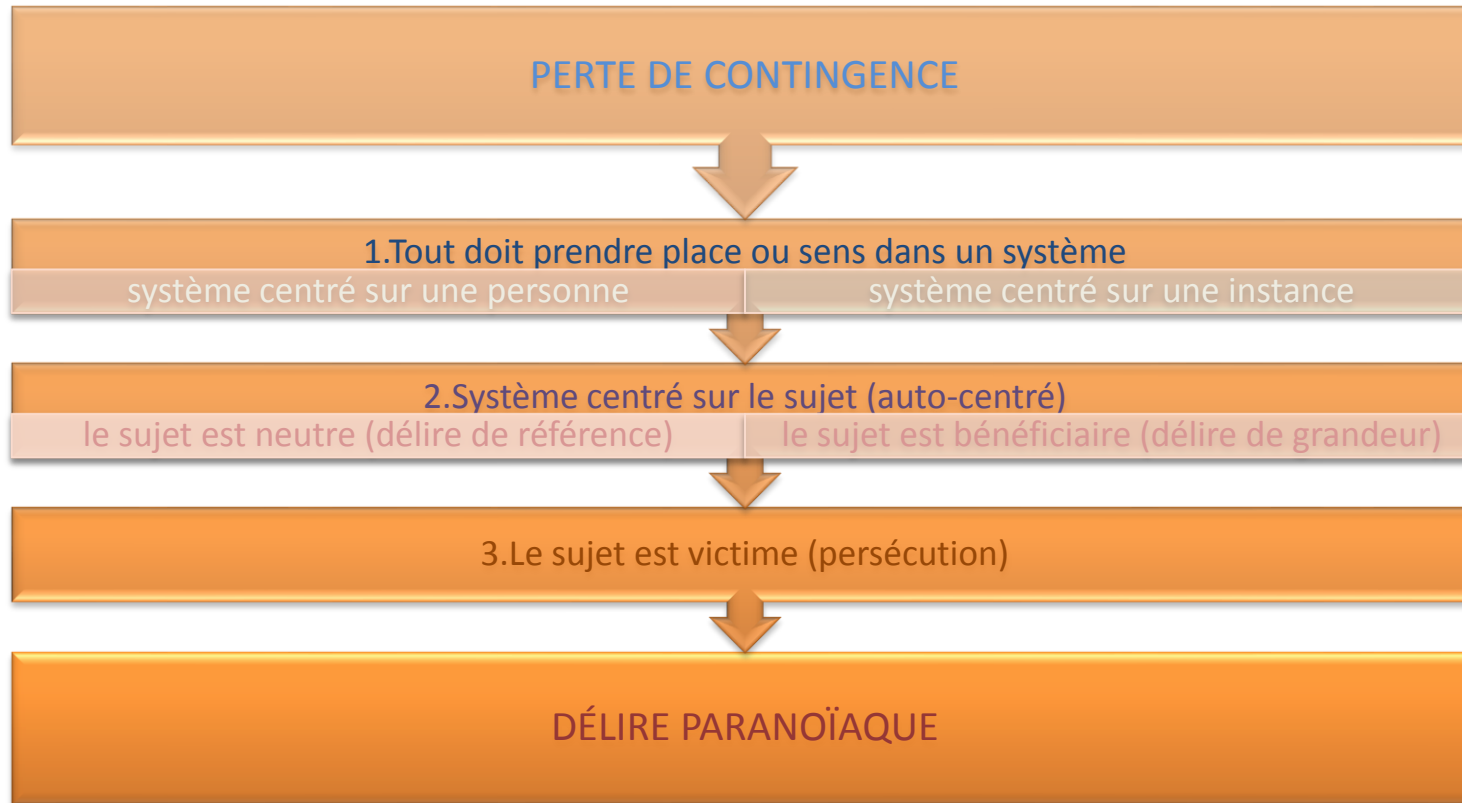 PERTE DE CONTINGENCE
1.Tout doit prendre place ou sens dans un système
système centré sur une personne
système centré sur une instance
2.Système centré sur le sujet (auto-centré)
le sujet est neutre (délire de référence)
le sujet est bénéficiaire (délire de grandeur)
3.Le sujet est victime (persécution)
DÉLIRE PARANOÏAQUE